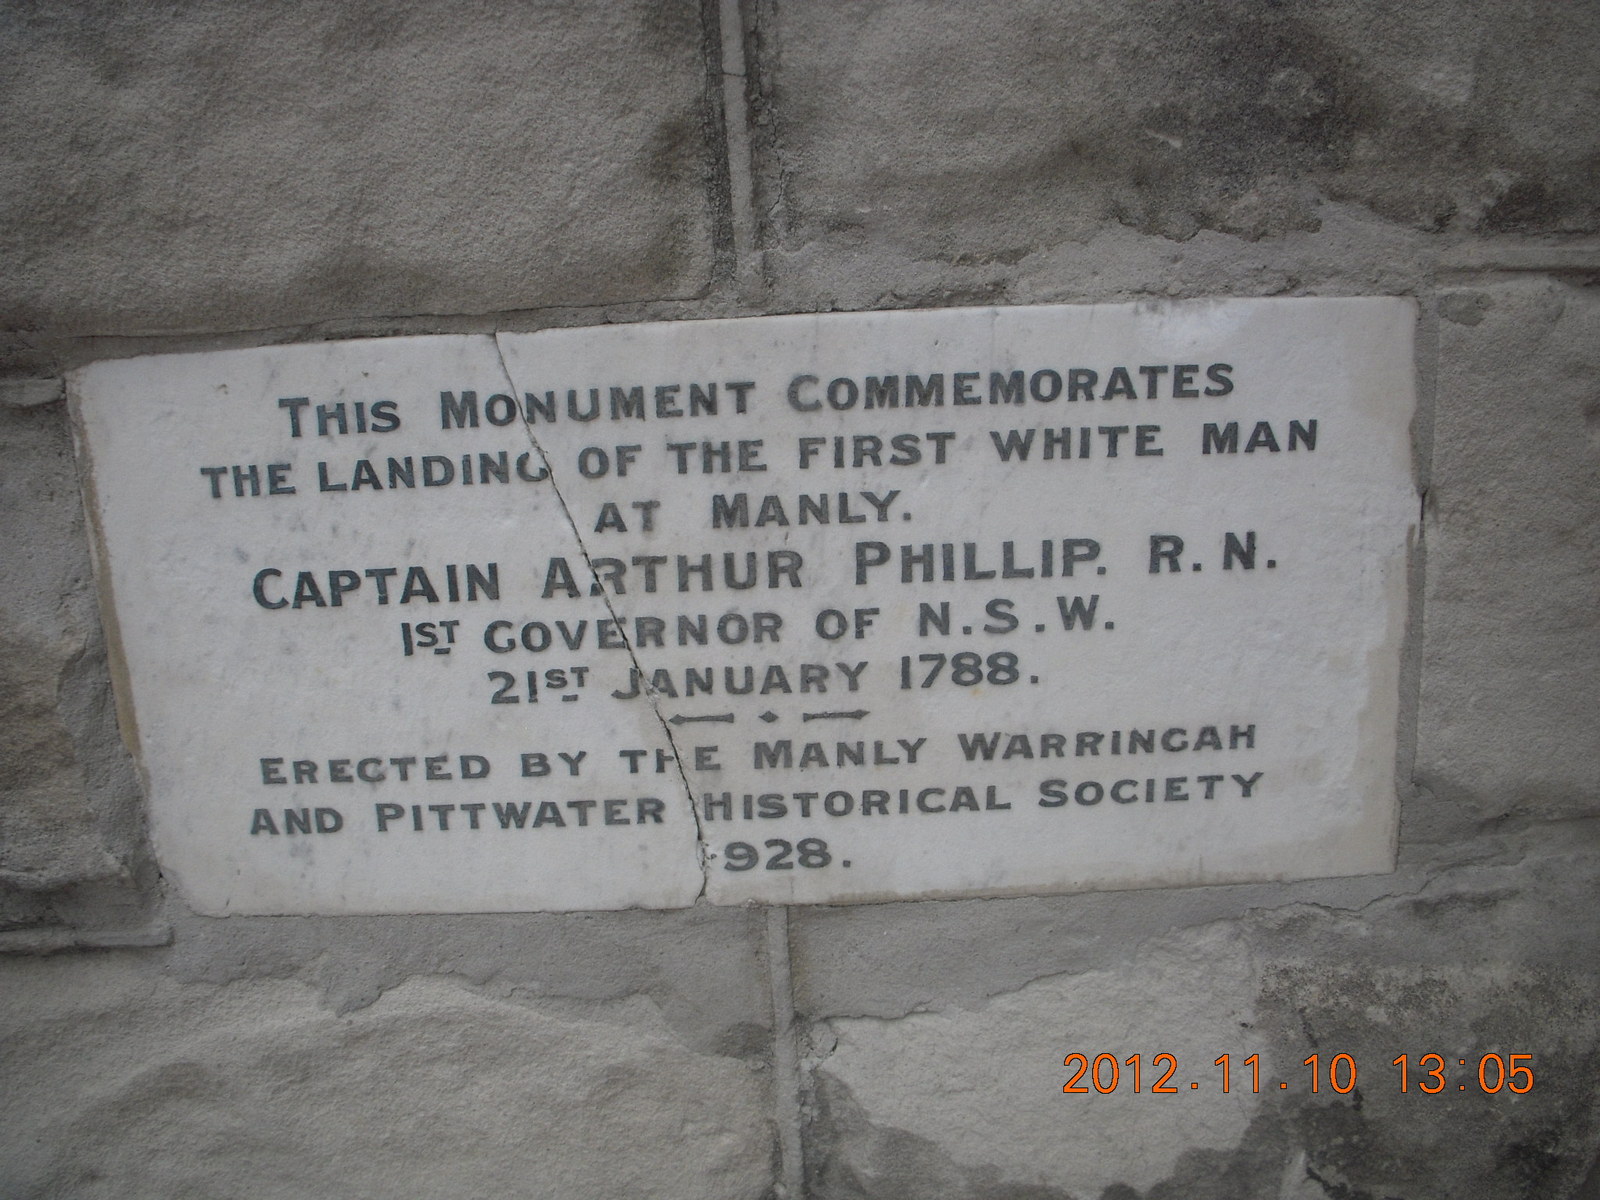 THIS MONUMENT COMMEMORATES
THE LANDING OF THE FIRST WHITE MAN
AT MANLY.
CAPTAIN ARTHUR PHILLIP. R.N.
1ST GOVERNOR OF N.S.W.
21ST JANUARY 1788.
ERECTED BY THE MANLY WARRINGAH
AND PITTWATER HISTORICAL SOCIETY
928.
2012.11.10 13:05